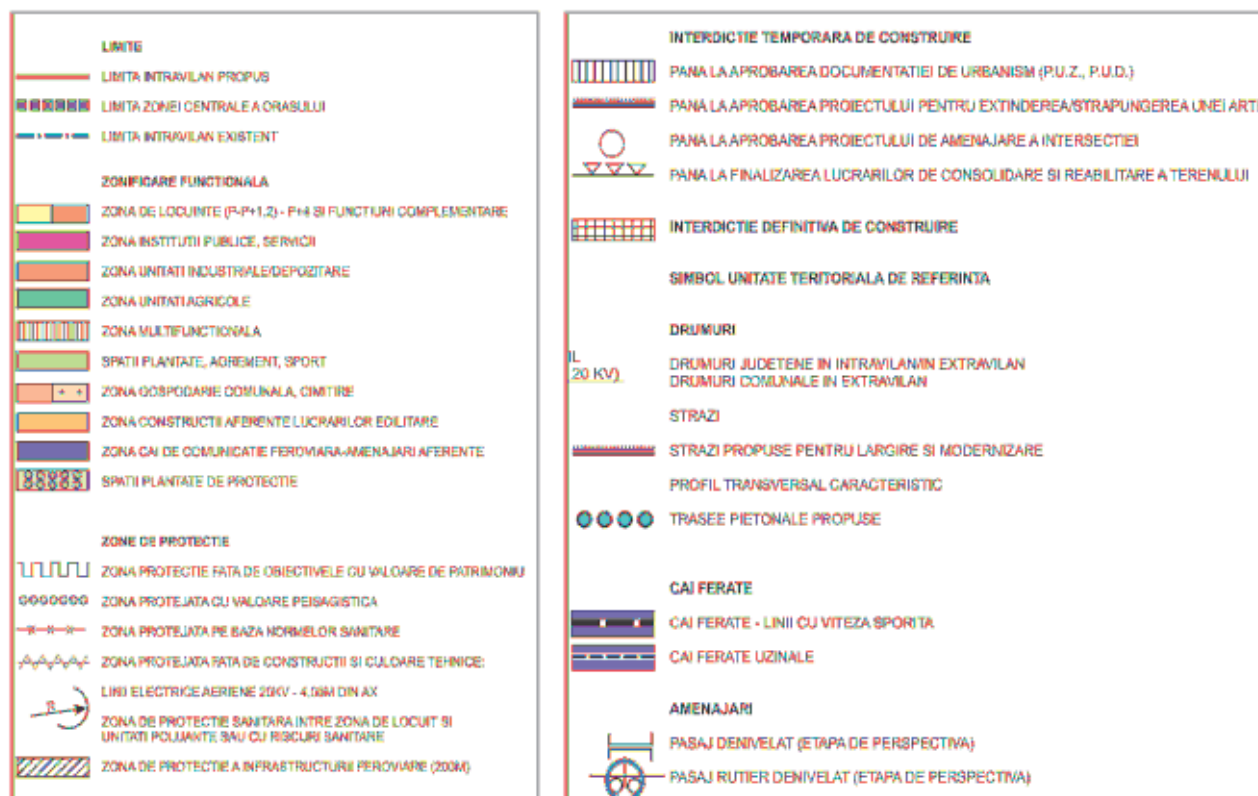 LIMITE
LIMITA INTRAVILAN PROPUS
LIMITA ZONEI CENTRALE A ORASULUI
LIMITA INTRAVILAN EXISTENT
ZONIFICARE FUNCTIONALA
ZONA DE LOCUINTE (P-P+1,2) - P+4 SI FUNCTIUNI COMPLEMENTARE
ZONA INSTITUTII PUBLICE, SERVICII
ZONA UNITATI INDUSTRIALE/DEPOZITARE
ZONA UNITATI AGRICOLE
ZONA MULTIFUNCTIONALA
SPATII PLANTATE, AGREMENT, SPORT
ZONA GOSPODARIE COMUNALA, CIMITIRE
ZONA CONSTRUCTII AFERENTE LUCRARILOR EDILITARE
ZONA CAI DE COMUNICATIE FEROVIARA-AMENAJARI AFERENTE
SPATII PLANTATE DE PROTECTIE
ZONE DE PROTECTIE
ZONA PROTECTIE FATA DE OBIECTIVELE CU VALOARE DE PATRIMONIU
ZONA PROTEJATA CU VALOARE PEISAGISTICA
ZONA PROTEJATA PE BAZA NORMELOR SANITARE
ZONA PROTEJATA FATA DE CONSTRUCTII SI CULOARE TEHNICE:
LINII ELECTRICE AERIENE 20KV - DIN AX
R
ZONA DE PROTECTIE SANITARA INTRE ZONA DE LOCUIT SI
UNITATI POLUANTE SAU CU RISCURI SANITARE
ZONA DE PROTECTIE A INFRASTRUCTURII FEROVIARE (200M)
INTERDICTIE TEMPORARA DE CONSTRUIRE
PANA LA APROBAREA DOCUMENTATIEI DE URBANISM (P.U.Z., P.U.D.)
PANA LA APROBAREA PROIECTULUI PENTRU EXTINDEREA/STRAPUNGEREA UNEI ART
PANA LA APROBAREA PROIECTULUI DE AMENAJARE A INTERSECTIEI
PANA LA FINALIZAREA LUCRARILOR DE CONSOLIDARE SI REABILITARE A TERENULUI
INTERDICTIE DEFINITIVA DE CONSTRUIRE
SIMBOL UNITATE TERITORIALA DE REFERINTA
DRUMURI
IL
20 KV)
DRUMURI JUDETENE IN INTRAVILAN/IN EXTRAVILAN
DRUMURI COMUNALE IN EXTRAVILAN
STRAZI
STRAZI PROPUSE PENTRU LARGIRE SI MODERNIZARE
PROFIL TRANSVERSAL CARACTERISTIC
TRASEE PIETONALE PROPUSE
CAI FERATE
CAI FERATE - LINII CU VITEZA SPORITA
CAI FERATE UZINALE
AMENAJARI
PASAJ DENIVELAT (ETAPA DE PERSPECTIVA)
PASAJ RUTIER DENIVELAT (ETAPA DE PERSPECTIVA)